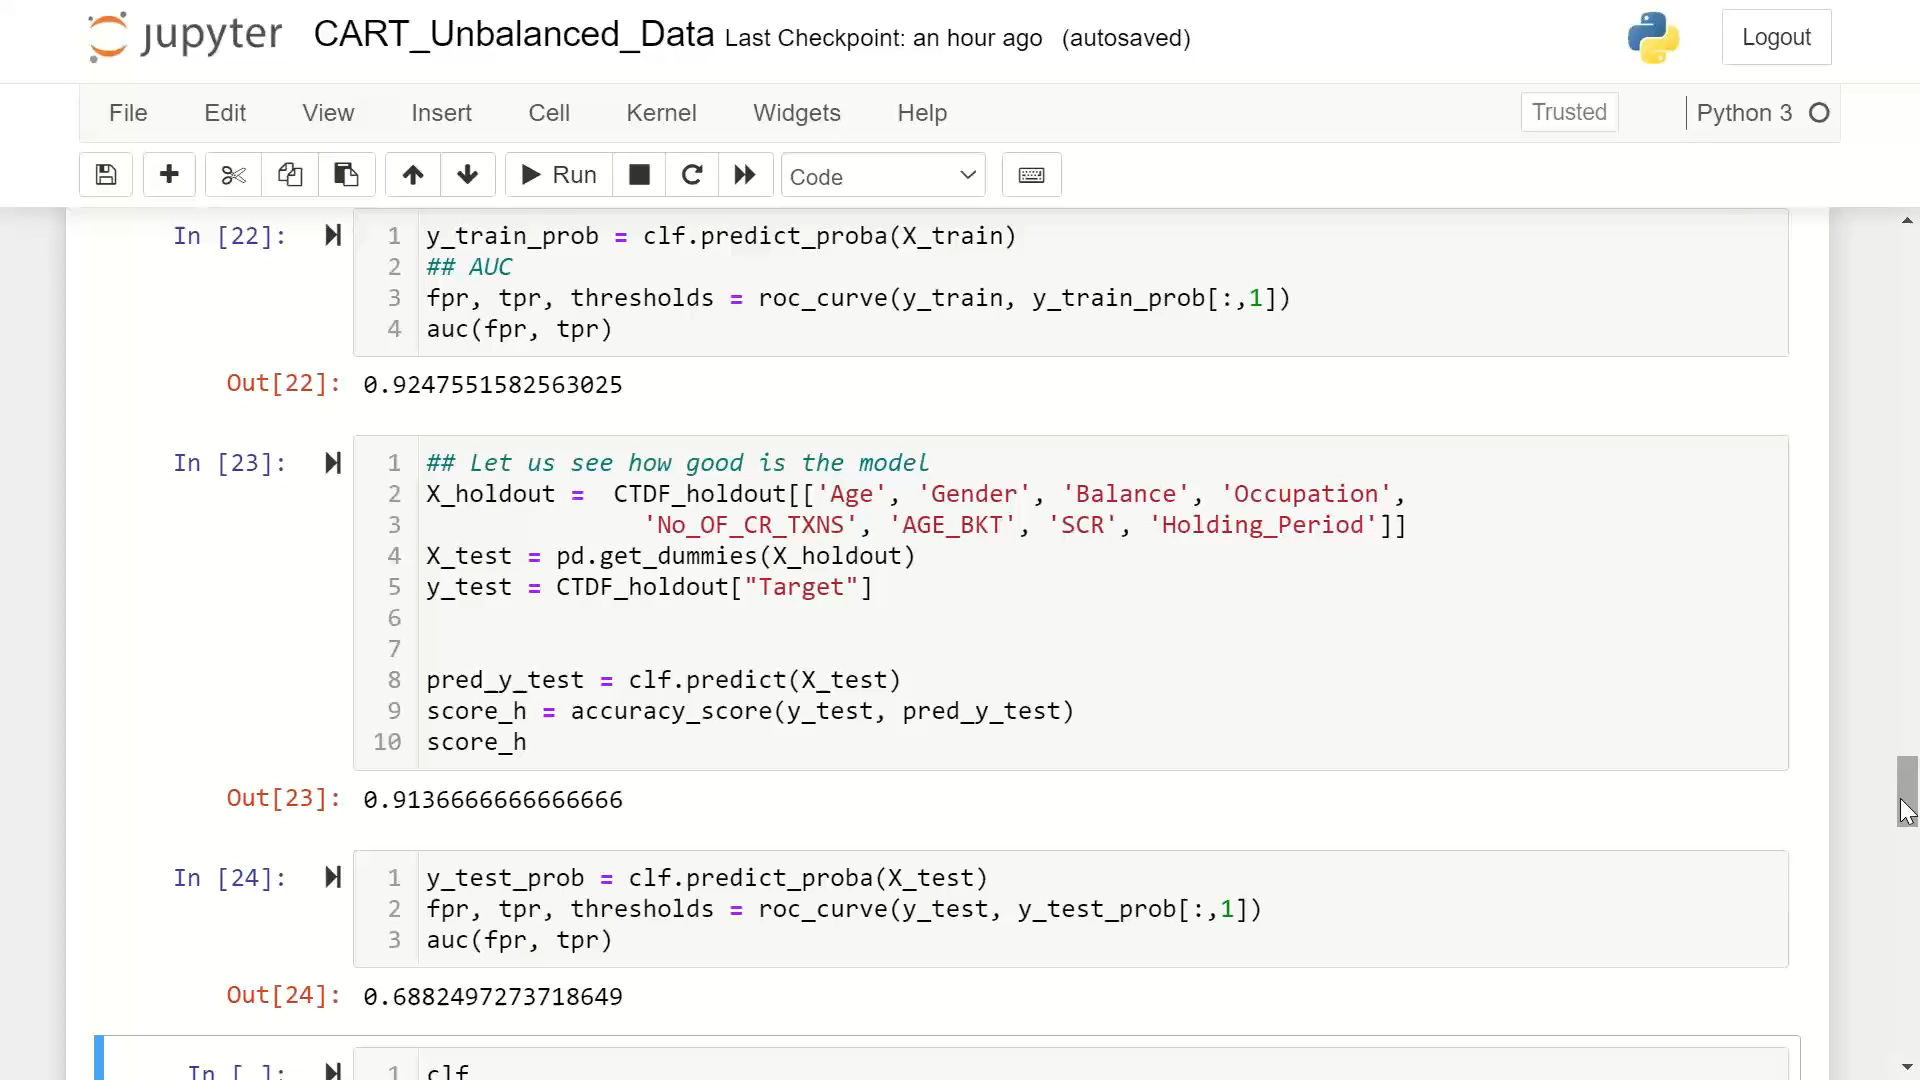 jupyter CART_Unbalanced_Data Last Checkpoint: an hour ago (autosaved) Logout
File Edit View Insert Cell Kernel Widgets Help Trusted Python 3
Run Code
In [22]: 1 y_train_prob = clf.predict_proba(X_train)
2 ## AUC
3 fpr, tpr, thresholds = roc_curve(y_train, y_train_prob[:,1])
4 auc(fpr, tpr)
Out[22]: 0.9247551582563025
In [23]: 1 ## Let us see how good is the model
2 X_holdout = CTDF_holdout[['Age', 'Gender', 'Balance', 'Occupation',
3 'No_OF_CR_TXNS', 'AGE_BKT', 'SCR', 'Holding_Period']]
4 X_test = pd.get_dummies(X_holdout)
5 y_test = CTDF_holdout["Target"]
6
7
8 pred_y_test = clf.predict(X_test)
9 score_h = accuracy_score(y_test, pred_y_test)
10 score_h
Out[23]: 0.9136666666666666
In [24]: 1 y_test_prob = clf.predict_proba(X_test)
2 fpr, tpr, thresholds = roc_curve(y_test, y_test_prob[:,1])
3 auc(fpr, tpr)
Out[24]: 0.6882497273718649
In [ ]: 1 clf